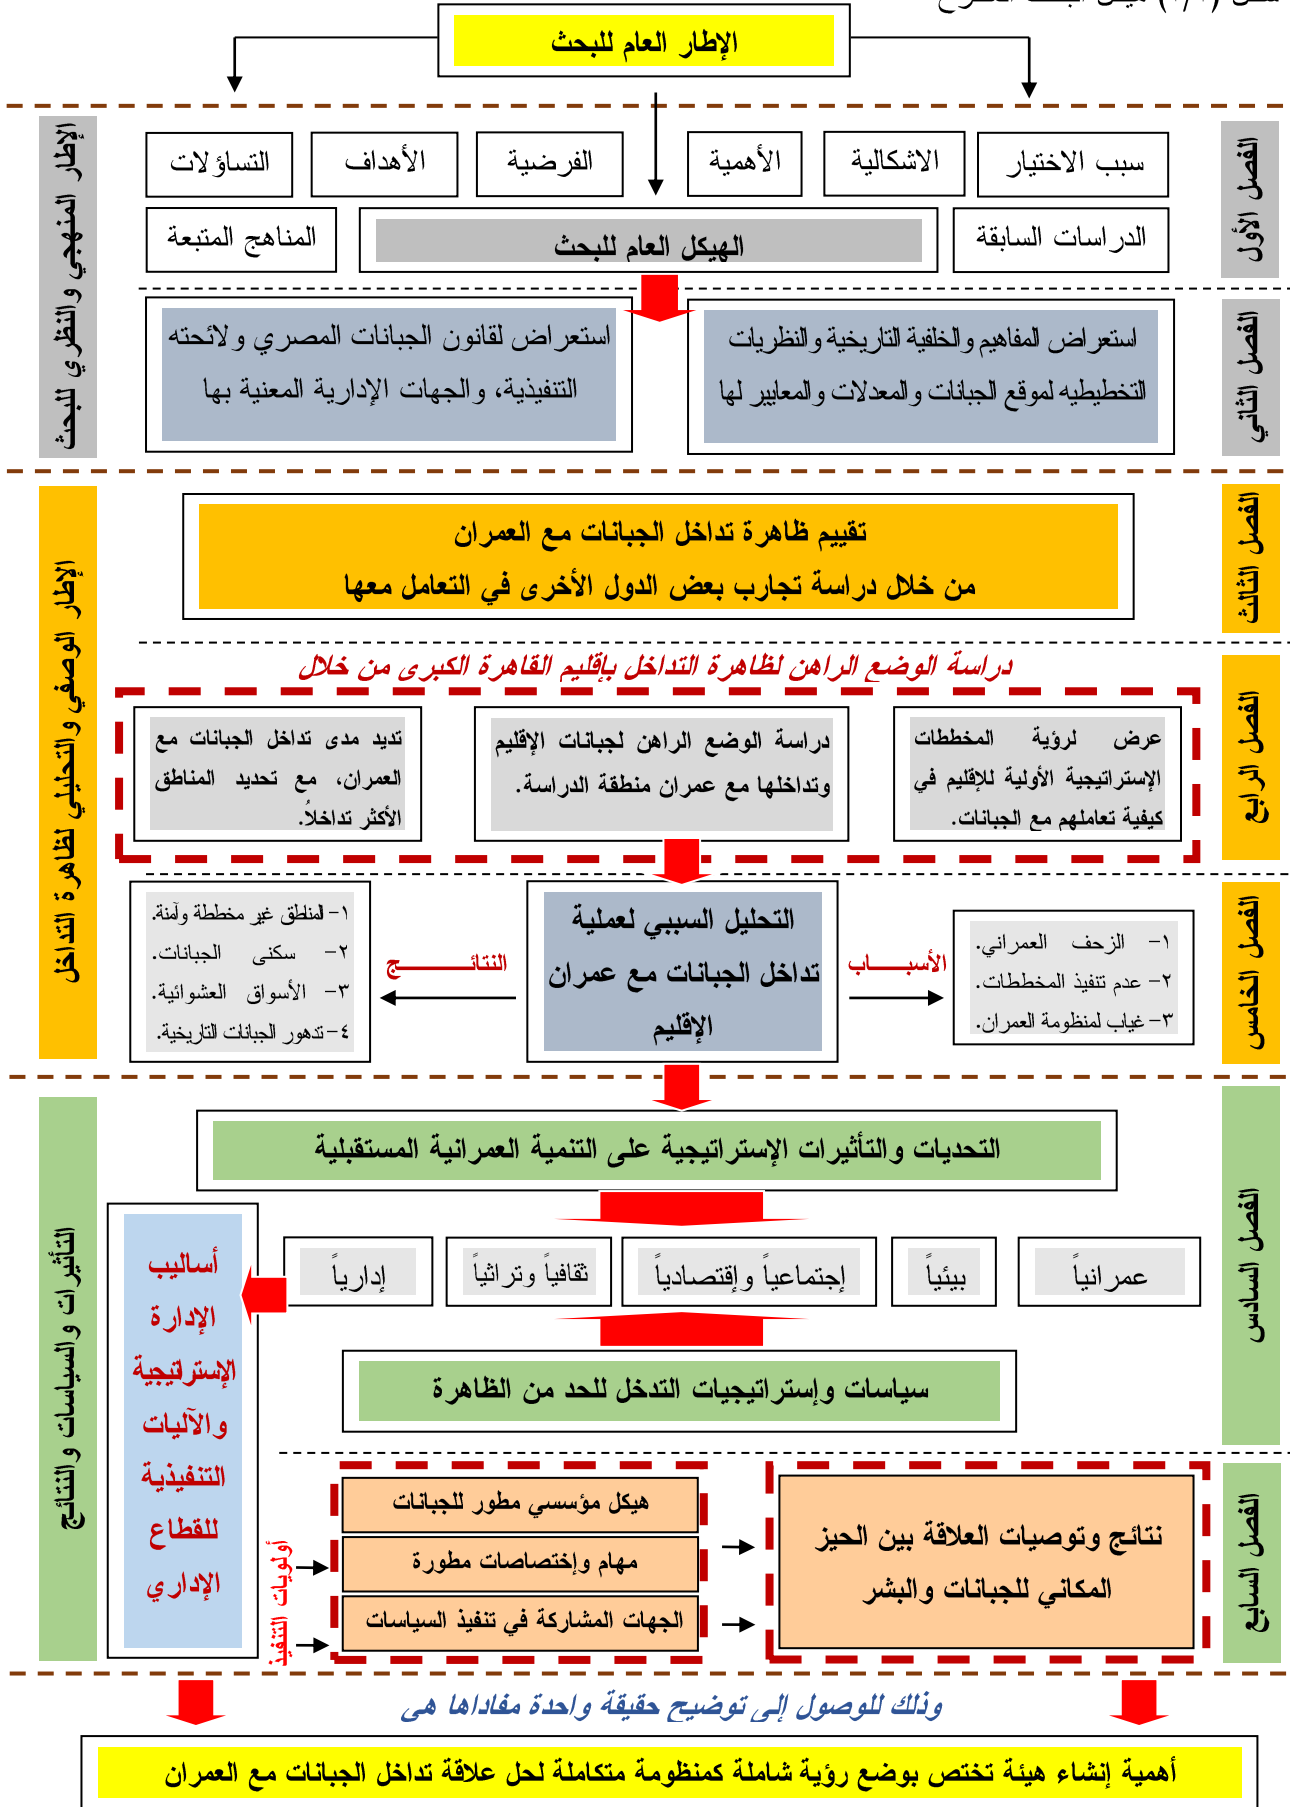 الإطار العام للبحث
الإطار المنهجي والنظري للبحث
الفصل الأول
سبب الاختيار
الاشكالية
الأهمية
الفرضية
الأهداف
التساؤلات
الدراسات السابقة
الهيكل العام للبحث
المناهج المتبعة
الفصل الثاني
استعراض المفاهيم والخلفية التاريخية والنظريات
التخطيطيه لموقع الجبانات والمعدلات والمعايير لها
استعراض لقانون الجبانات المصري ولائحته
التنفيذية، والجهات الإدارية المعنية بها
الإطار الوصفي والتحليلي لظاهرة التداخل
الفصل الثالث
تقييم ظاهرة تداخل الجبانات مع العمران
من خلال دراسة تجارب بعض الدول الأخرى في التعامل معها
الفصل الرابع
دراسة الوضع الراهن لظاهرة التداخل بإقليم القاهرة الكبرى من خلال
عرض لرؤية المخططات
الإستراتيجية الأولية للإقليم في
كيفية تعاملهم مع الجبانات.
دراسة الوضع الراهن لجبانات الإقليم
وتداخلها مع عمران منطقة الدراسة.
تديد مدى تداخل الجبانات مع
العمران، مع تحديد المناطق
الأكثر تداخلاُ.
الفصل الخامس
١- الزحف العمراني.
٢- عدم تنفيذ المخططات.
٣- غياب لمنظومة العمران.
الأسبـــــاب
التحليل السببي لعملية
تداخل الجبانات مع عمران
الإقليم
النتائـــــــــج
١- المناطق غير مخططة وآمنة.
٢- سكنى الجبانات.
٣- الأسواق العشوائية.
٤- تدهور الجبانات التاريخية.
التأثيرات والسياسات والنتائج
الفصل السادس
التحديات والتأثيرات الإستراتيجية على التنمية العمرانية المستقبلية
عمرانياً
بيئياً
إجتماعياً وإقتصادياً
ثقافياً وتراثياً
إدارياً
سياسات وإستراتيجيات التدخل للحد من الظاهرة
أساليب
الإدارة
الإستراتيجية
والآليات
التنفيذية
للقطاع
الإداري
الفصل السابع
أولويات التنفيذ
هيكل مؤسسي مطور للجبانات
مهام وإختصاصات مطورة
الجهات المشاركة في تنفيذ السياسات
نتائج وتوصيات العلاقة بين الحيز
المكاني للجبانات والبشر
وذلك للوصول إلى توضيح حقيقة واحدة مفاداها هى
أهمية إنشاء هيئة تختص بوضع رؤية شاملة كمنظومة متكاملة لحل علاقة تداخل الجبانات مع العمران